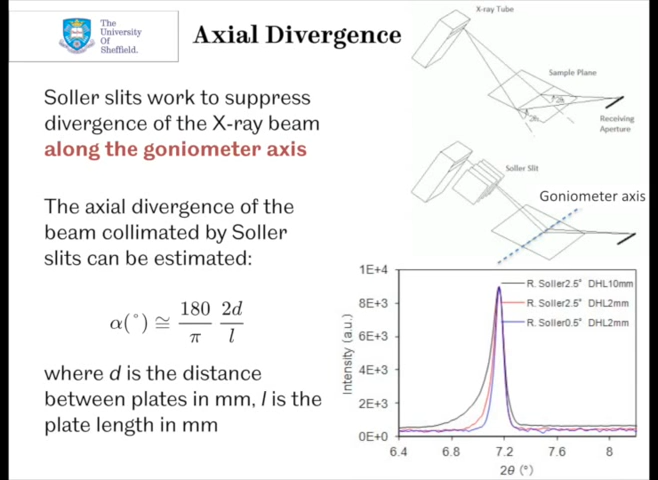 The
University
Of
Sheffield.
Axial Divergence
Soller slits work to suppress
divergence of the X-ray beam
along the goniometer axis
The axial divergence of the
beam collimated by Soller
slits can be estimated:
α(°) ≅ 180/π 2d/l
where d is the distance
between plates in mm, l is the
plate length in mm
X-ray Tube
Sample Plane
2θ
2θ
Receiving
Aperture
Soller Slit
Goniometer axis
1E+4
8E+3
6E+3
4E+3
2E+3
0E+0
Intensity (a.u.)
R. Soller2.5° DHL10mm
R. Soller2.5° DHL2mm
R. Soller0.5° DHL2mm
6.4 6.8 7.2 7.6 8
2θ (°)